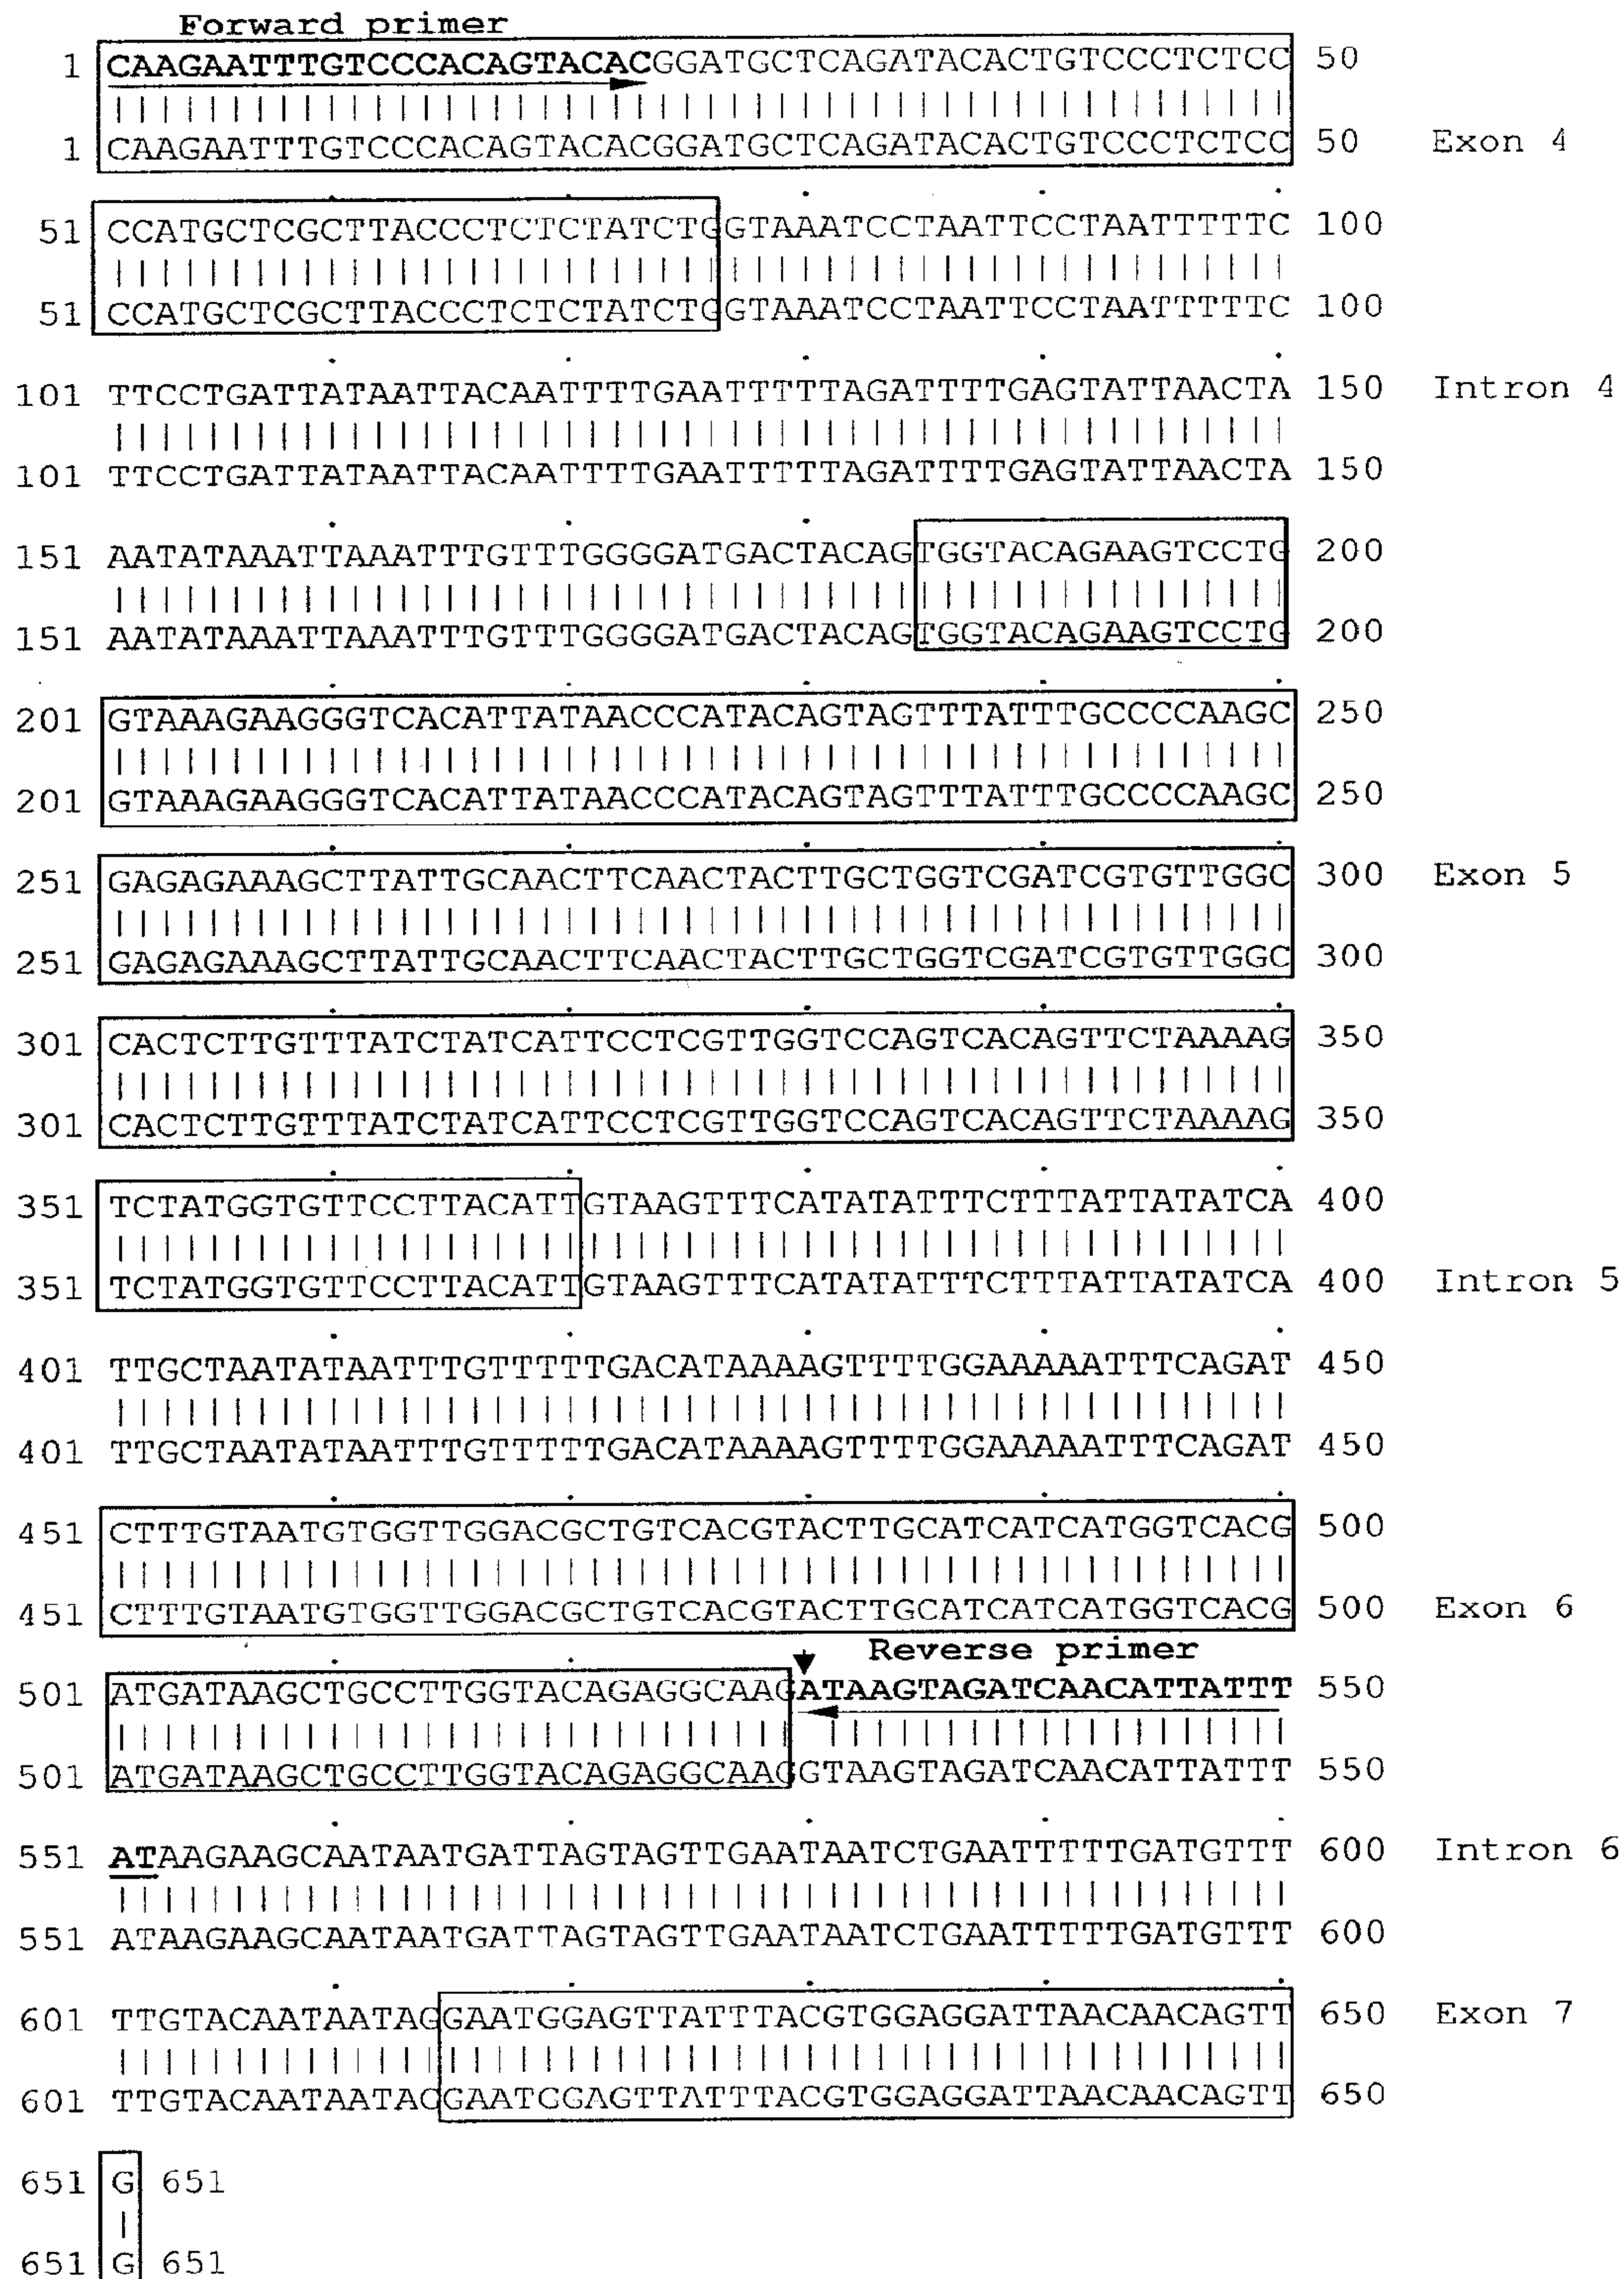 Forward primer
1 CAAGAATTTGTCCCACAGTACACGGATGCTCAGATACACTGTCCCTCTCC 50
1 CAAGAATTTGTCCCACAGTACACGGATGCTCAGATACACTGTCCCTCTCC 50 Exon 4
51 CCATGCTCGCTTACCCTCTCTATCTGGTAAATCCTAATTCCTAATTTTTC 100
51 CCATGCTCGCTTACCCTCTCTATCTGGTAAATCCTAATTCCTAATTTTTC 100
101 TTCCTGATTATAATTACAATTTTGAATTTTTAGATTTTGAGTATTAACTA 150 Intron 4
101 TTCCTGATTATAATTACAATTTTGAATTTTTAGATTTTGAGTATTAACTA 150
151 AATATAAATTAAATTTGTTTGGGGATGACTACAGTGGTACAGAAGTCCTG 200
151 AATATAAATTAAATTTGTTTGGGGATGACTACAGTGGTACAGAAGTCCTG 200
201 GTAAAGAAGGGTCACATTATAACCCATACAGTAGTTTATTTGCCCCAAGC 250
201 GTAAAGAAGGGTCACATTATAACCCATACAGTAGTTTATTTGCCCCAAGC 250
251 GAGAGAAAGCTTATTGCAACTTCAACTACTTGCTGGTCGATCGTGTTGGC 300 Exon 5
251 GAGAGAAAGCTTATTGCAACTTCAACTACTTGCTGGTCGATCGTGTTGGC 300
301 CACTCTTGTTTATCTATCATTCCTCGTTGGTCCAGTCACAGTTCTAAAAG 350
301 CACTCTTGTTTATCTATCATTCCTCGTTGGTCCAGTCACAGTTCTAAAAG 350
351 TCTATGGTGTTCCTTACATTGTAAGTTTCATATATTTCTTTATTATATCA 400
351 TCTATGGTGTTCCTTACATTGTAAGTTTCATATATTTCTTTATTATATCA 400 Intron 5
401 TTGCTAATATAATTTGTTTTTGACATAAAAGTTTTGGAAAAATTTCAGAT 450
401 TTGCTAATATAATTTGTTTTTGACATAAAAGTTTTGGAAAAATTTCAGAT 450
451 CTTTGTAATGTGGTTGGACGCTGTCACGTACTTGCATCATCATGGTCACG 500
451 CTTTGTAATGTGGTTGGACGCTGTCACGTACTTGCATCATCATGGTCACG 500 Exon 6
Reverse primer
501 ATGATAAGCTGCCTTGGTACAGAGGCAAGATAAGTAGATCAACATTATTT 550
501 ATGATAAGCTGCCTTGGTACAGAGGCAAGGTAAGTAGATCAACATTATTT 550
551 ATAAGAAGCAATAATGATTAGTAGTTGAATAATCTGAATTTTTGATGTTT 600 Intron 6
551 ATAAGAAGCAATAATGATTAGTAGTTGAATAATCTGAATTTTTGATGTTT 600
601 TTGTACAATAATAGGAATGGAGTTATTTACGTGGAGGATTAACAACAGTT 650 Exon 7
601 TTGTACAATAATAGGAATGGAGTTATTTACGTGGAGGATTAACAACAGTT 650
651 G 651
651 G 651